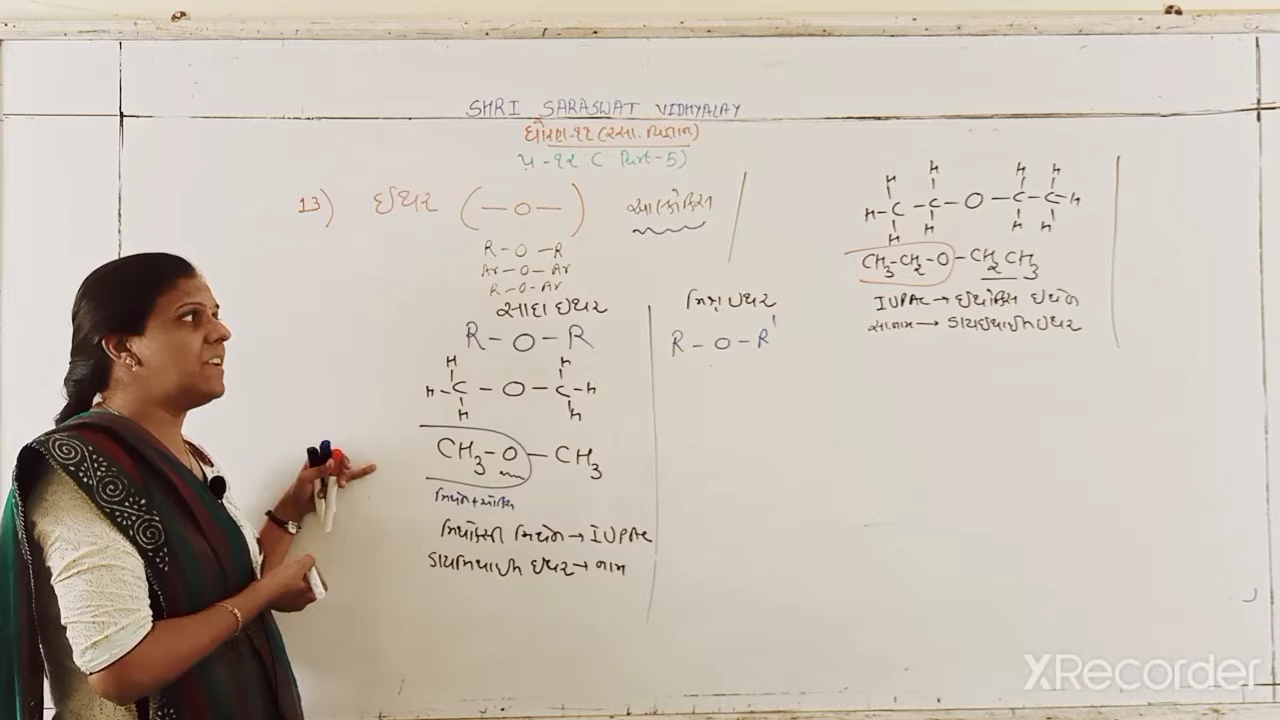 SHRI SARASWAT VIDHYALAY
ધોરણ-૧૨ (રસા. વિજ્ઞાન)
પ્ર-૧૨ ( Part-5)
13) ઈથર (—O—) આલ્કોક્સિ
R-O-R
Ar-O-Ar
R-O-Ar
સાદા ઈથર
R-O-R
H H
H-C-O-C-H
H H
CH3-O-CH3
મિથેન+ઓક્સિ
મિથોક્સી મિથેન → IUPAC
ડાયમિથાઈલ ઈથર → નામ
મિશ્ર ઈથર
R-O-R'
H H H H
H-C-C-O-C-C-H
H H H H
CH3-CH2-O-CH2CH3
IUPAC → ઈથોક્સિ ઈથેન
સા.નામ → ડાયઈથાઈલ ઈથર
XRecorder